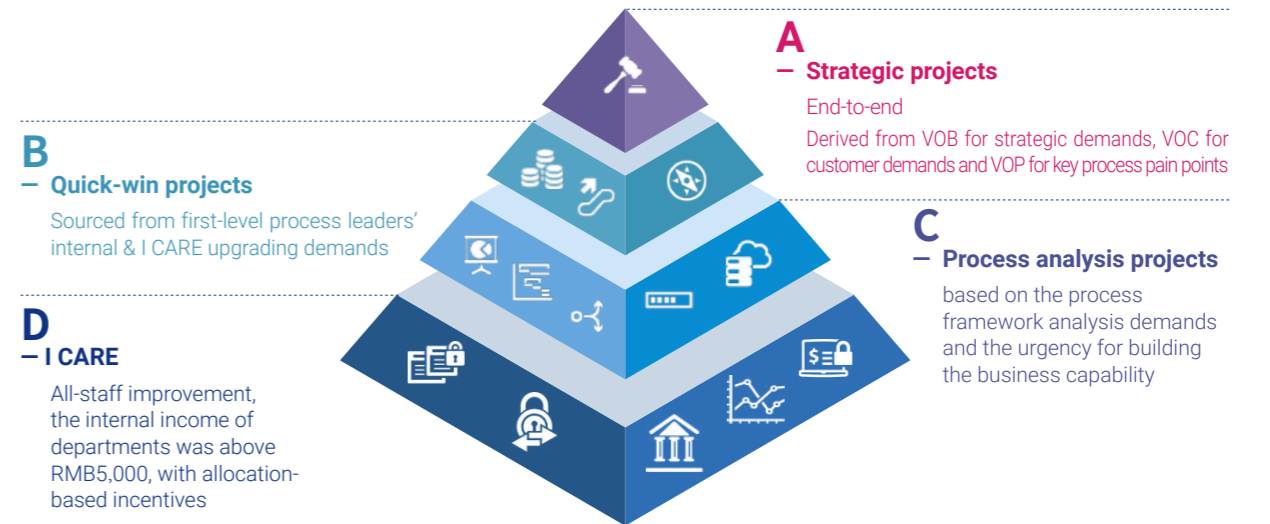 A
– Strategic projects
End-to-end
Derived from VOB for strategic demands, VOC for
customer demands and VOP for key process pain points
B
– Quick-win projects
Sourced from first-level process leaders’
internal & I CARE upgrading demands
C
– Process analysis projects
based on the process
framework analysis demands
and the urgency for building
the business capability
D
– I CARE
All-staff improvement,
the internal income of
departments was above
RMB5,000, with allocation-
based incentives
$